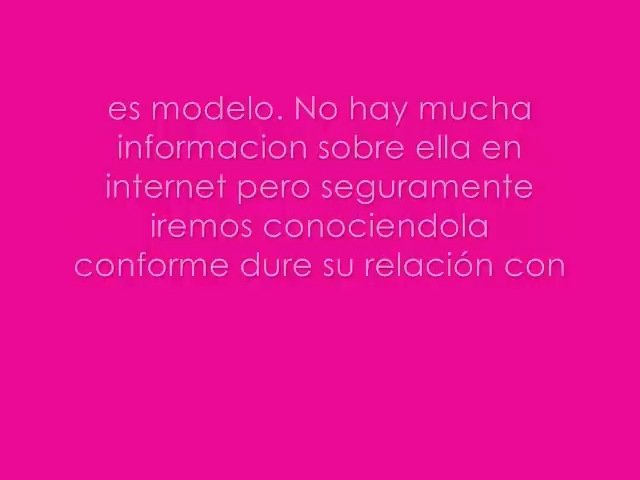 es modelo. No hay mucha
informacion sobre ella en
internet pero seguramente
iremos conociendola
conforme dure su relación con